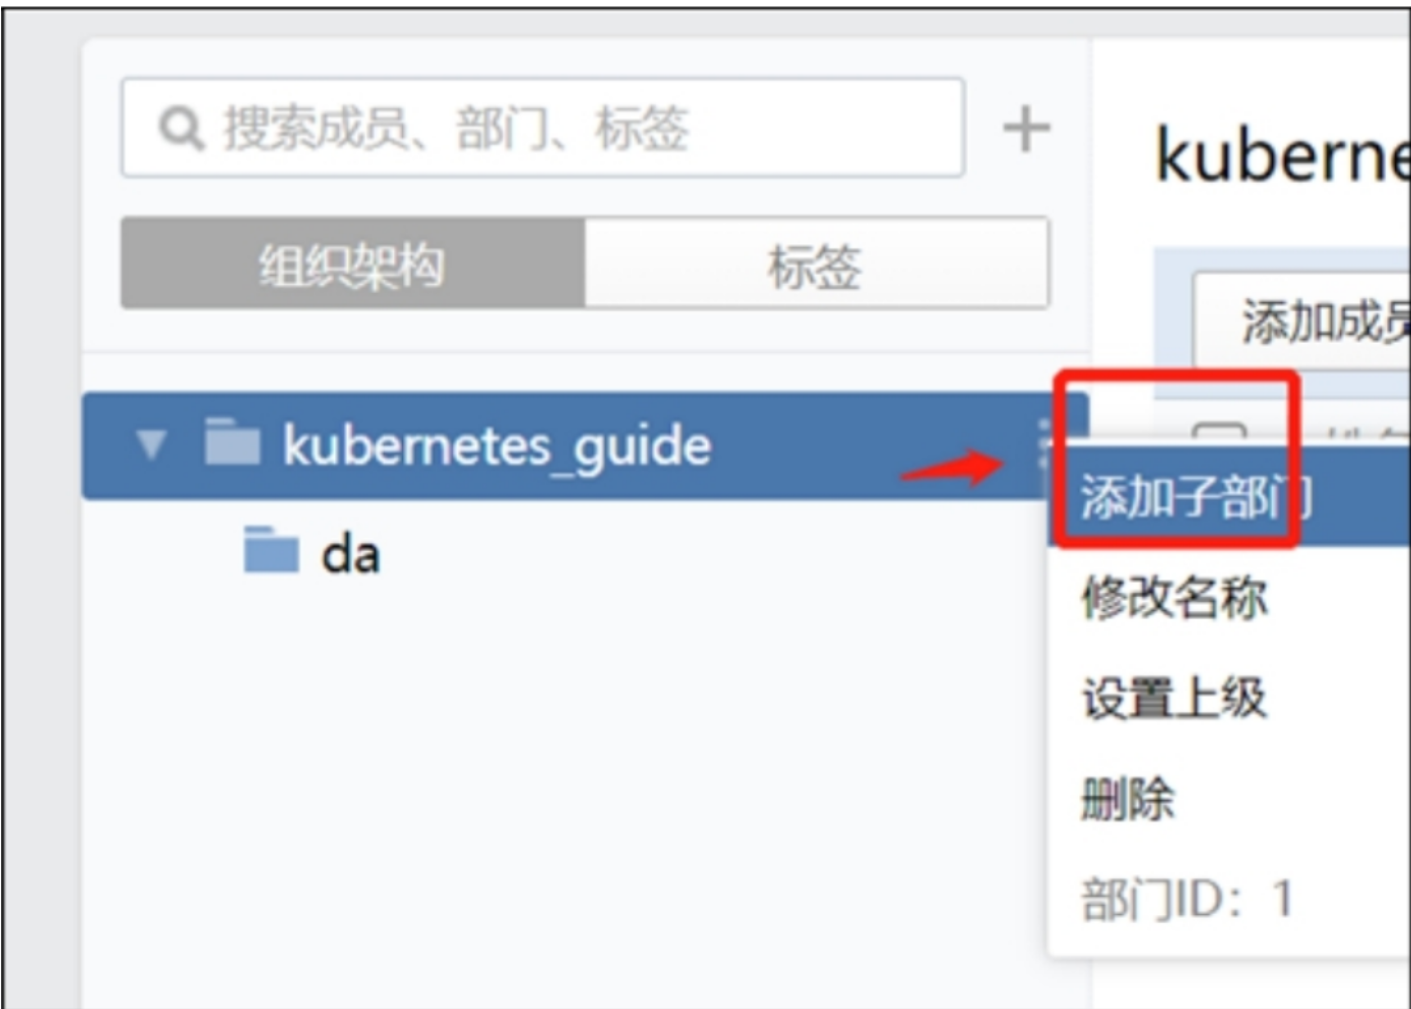 搜索成员、部门、标签
组织架构
标签
kubernetes_guide
da
kuberne
添加成员
添加子部门
修改名称
设置上级
删除
部门ID：1